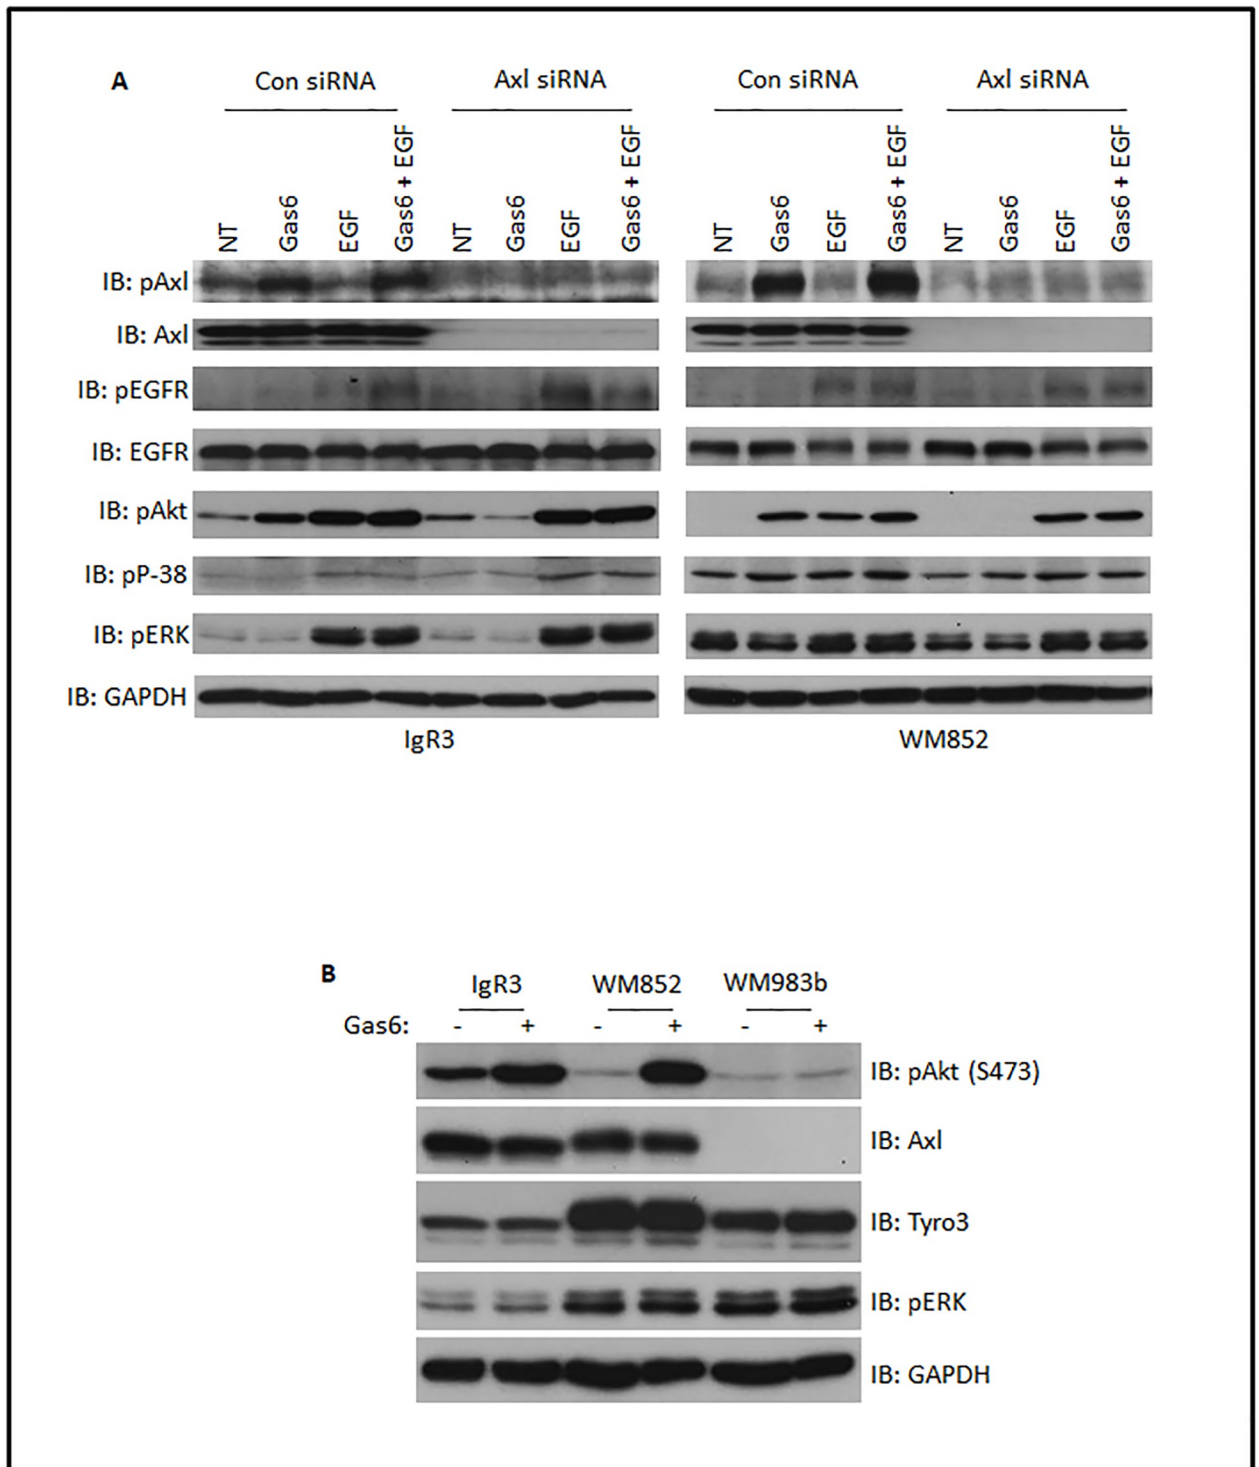 A Con siRNA Axl siRNA Con siRNA Axl siRNA
NT Gas6 EGF Gas6 + EGF NT Gas6 EGF Gas6 + EGF NT Gas6 EGF Gas6 + EGF NT Gas6 EGF Gas6 + EGF
IB: pAxl
IB: Axl
IB: pEGFR
IB: EGFR
IB: pAkt
IB: pP-38
IB: pERK
IB: GAPDH
IgR3 WM852
B IgR3 WM852 WM983b
Gas6: - + - + - +
IB: pAkt (S473)
IB: Axl
IB: Tyro3
IB: pERK
IB: GAPDH